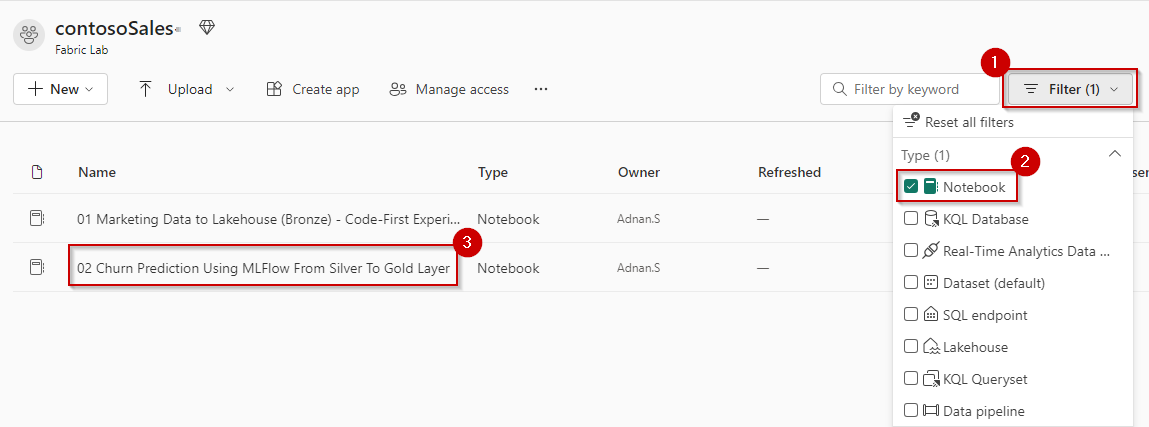 contosoSales
Fabric Lab
New
Upload
Create app
Manage access
...
Filter by keyword
1
Filter (1)
Reset all filters
Type (1)
2
Notebook
KQL Database
Real-Time Analytics Data ...
Dataset (default)
SQL endpoint
Lakehouse
KQL Queryset
Data pipeline
Name Type Owner Refreshed
01 Marketing Data to Lakehouse (Bronze) - Code-First Experi... Notebook Adnan.S —
3
02 Churn Prediction Using MLFlow From Silver To Gold Layer Notebook Adnan.S —